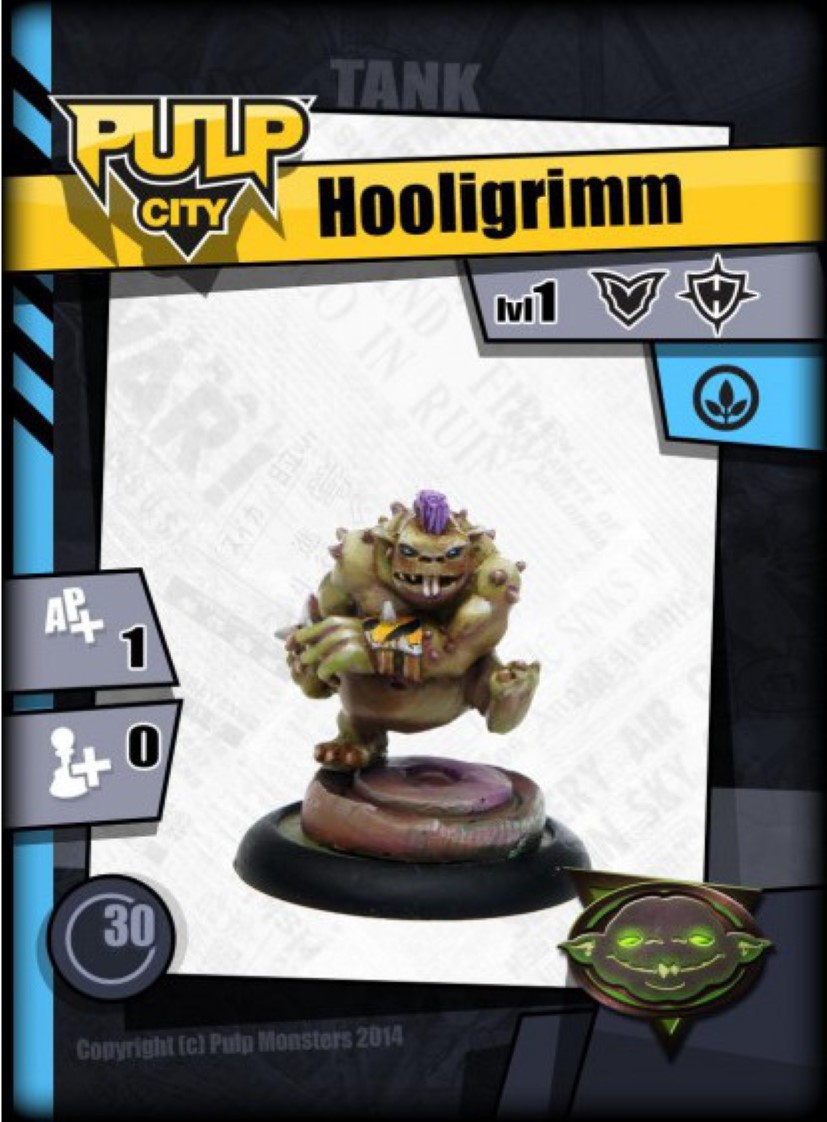 TANK
PULP
CITY
Hooligrimm
lvl1
H
AP+
1
+ 0
30
Copyright (c) Pulp Monsters 2014